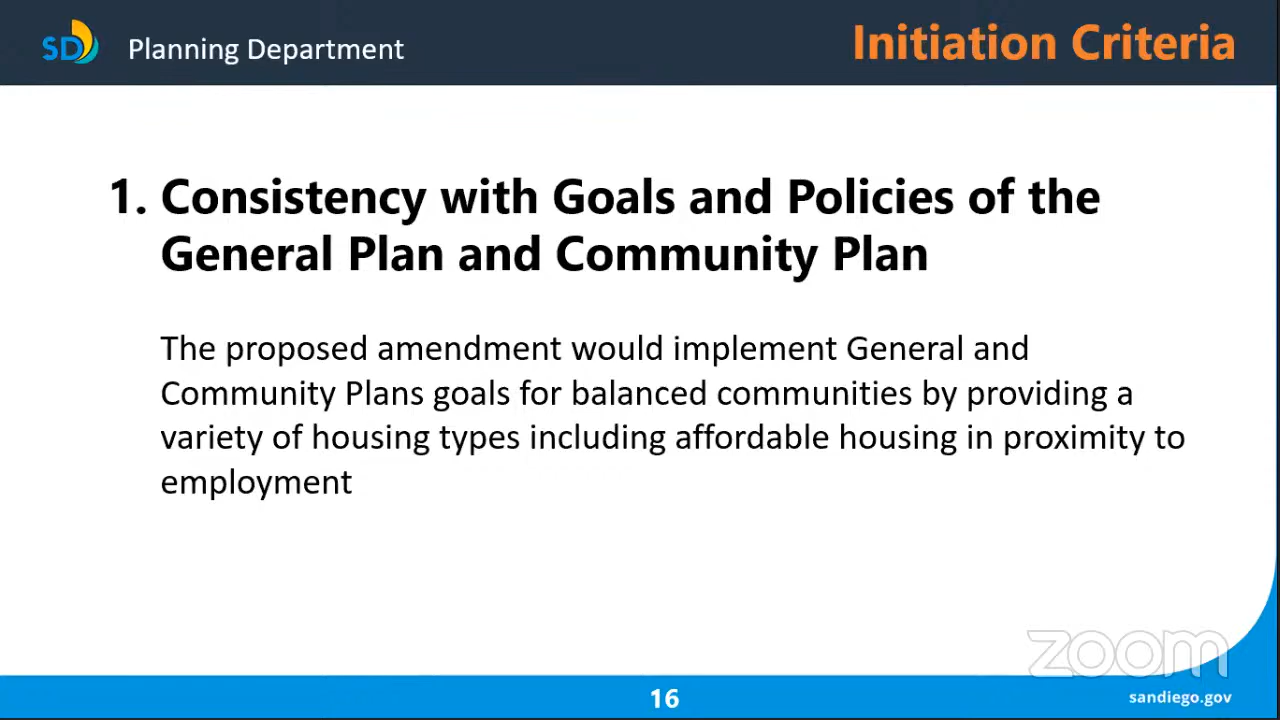 SD Planning Department
Initiation Criteria
1. Consistency with Goals and Policies of the
General Plan and Community Plan
The proposed amendment would implement General and
Community Plans goals for balanced communities by providing a
variety of housing types including affordable housing in proximity to
employment
zoom
16
sandiego.gov